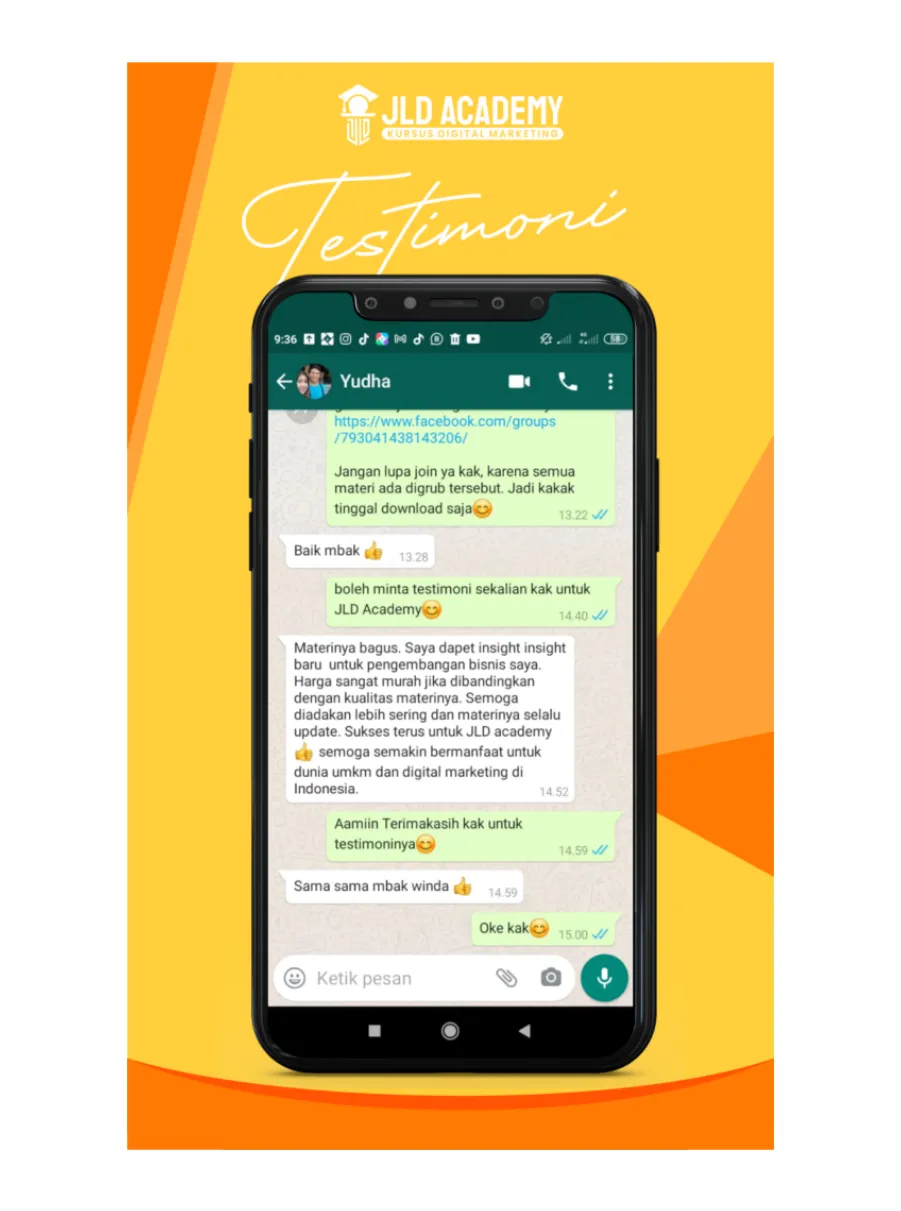 JLD ACADEMY
KURSUS DIGITAL MARKETING
Testimoni
9:36
58
Yudha
https://www.facebook.com/groups
/793041438143206/
Jangan lupa join ya kak, karena semua
materi ada digrub tersebut. Jadi kakak
tinggal download saja😊
13.22
Baik mbak 👍
13.28
boleh minta testimoni sekalian kak untuk
JLD Academy😊
14.40
Materinya bagus. Saya dapet insight insight
baru untuk pengembangan bisnis saya.
Harga sangat murah jika dibandingkan
dengan kualitas materinya. Semoga
diadakan lebih sering dan materinya selalu
update. Sukses terus untuk JLD academy
👍 semoga semakin bermanfaat untuk
dunia umkm dan digital marketing di
Indonesia.
14.52
Aamiin Terimakasih kak untuk
testimoninya😊
14.59
Sama sama mbak winda 👍
14.59
Oke kak😊
15.00
Ketik pesan